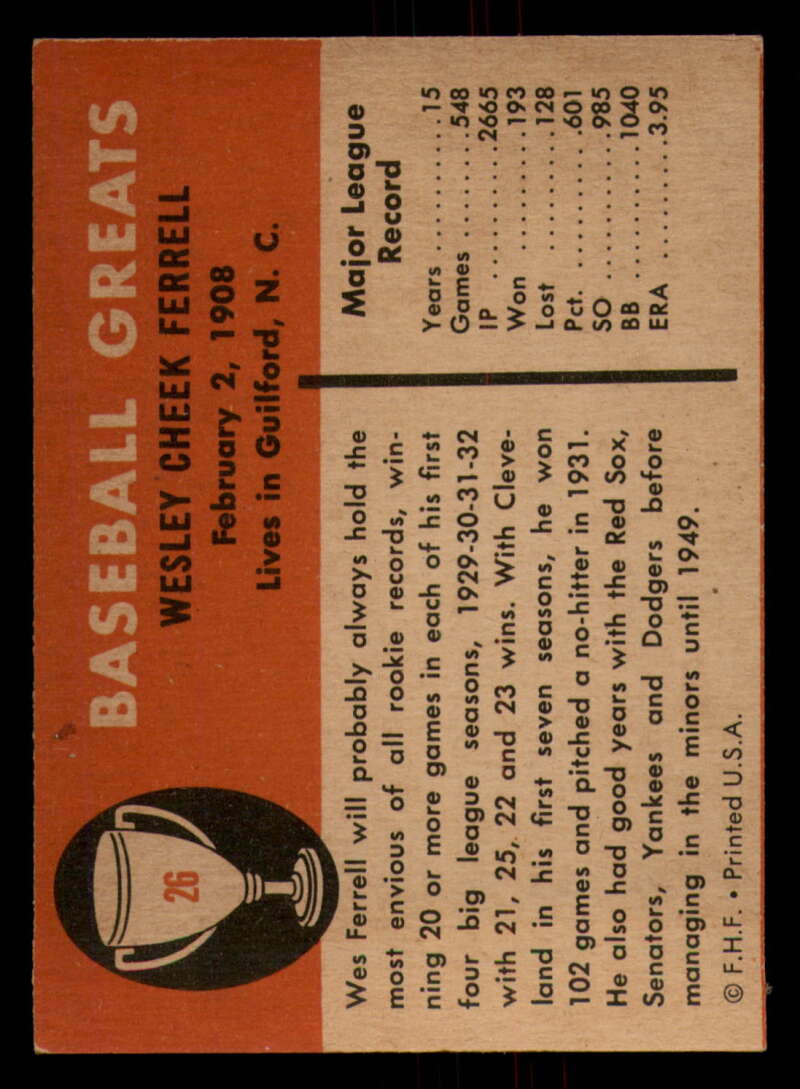 26
BASEBALL GREATS
WESLEY CHEEK FERRELL
February 2, 1908
Lives in Guilford, N. C.
Wes Ferrell will probably always hold the
most envious of all rookie records, win-
ning 20 or more games in each of his first
four big league seasons, 1929-30-31-32
with 21, 25, 22 and 23 wins. With Cleve-
land in his first seven seasons, he won
102 games and pitched a no-hitter in 1931.
He also had good years with the Red Sox,
Senators, Yankees and Dodgers before
managing in the minors until 1949.
© F.H.F. • Printed U.S.A.
Major League
Record
Years ..........15
Games ........548
IP ............2665
Won ..........193
Lost ..........128
Pct. ..........601
SO ............985
BB ............1040
ERA ..........3.95